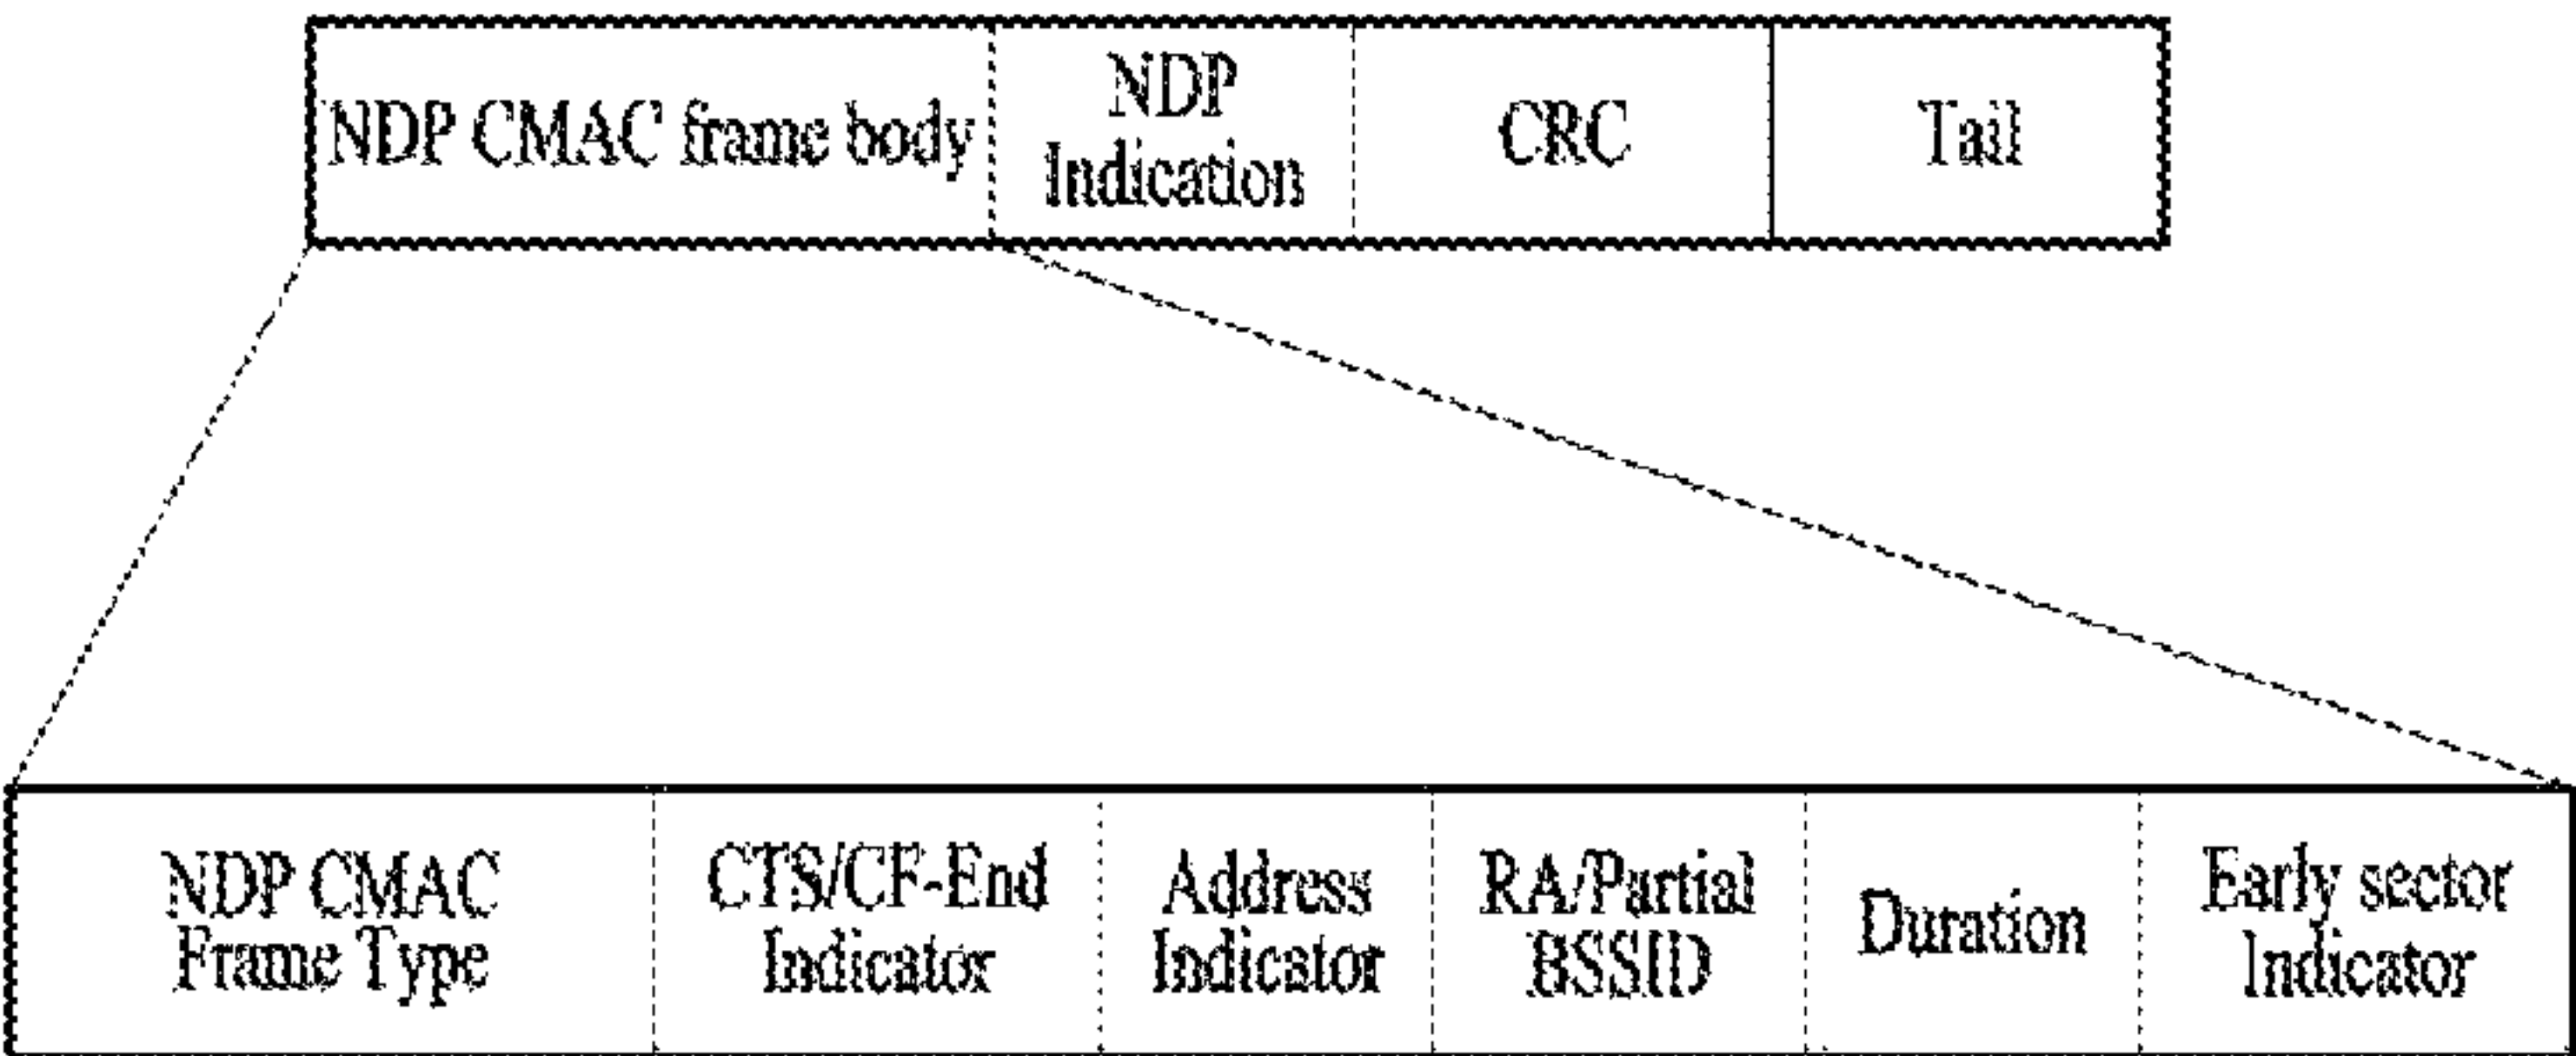 NDP CMAC frame body
NDP
Indication
CRC
Tail
NDP CMAC
Frame Type
CTS/CF-End
Indicator
Address
Indicator
RA/Partial
BSSID
Duration
Early sector
Indicator